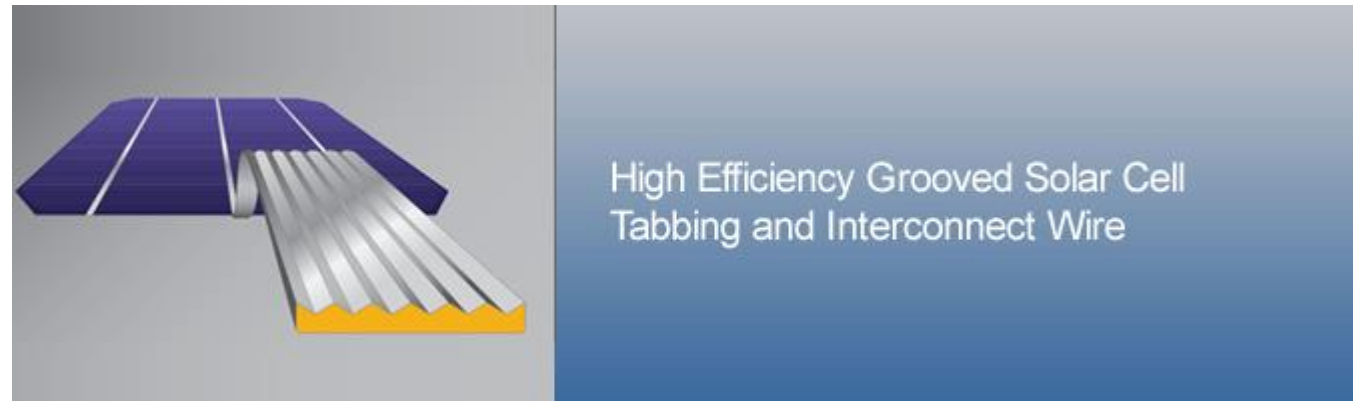 High Efficiency Grooved Solar Cell
Tabbing and Interconnect Wire